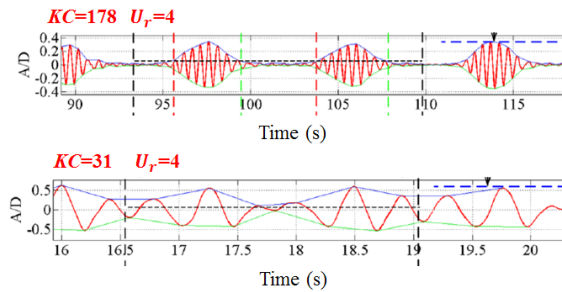 KC=178 U_r=4
A/D
0.4
0.2
0
-0.2
-0.4
90 95 100 105 110 115
Time (s)
KC=31 U_r=4
A/D
0.5
0
-0.5
16 16.5 17 17.5 18 18.5 19 19.5 20
Time (s)